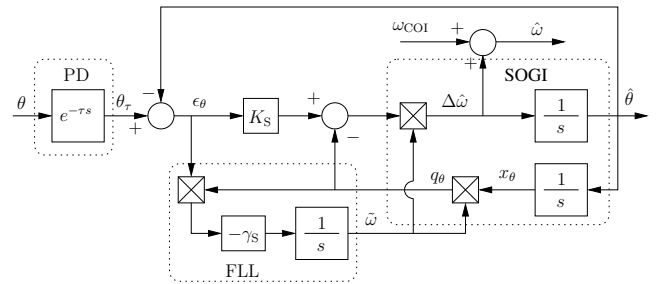 ω_COI
+
ω̂
+
PD
−
SOGI
θ
e^{−τs}
θ_τ
+
ϵ_θ
K_S
+
−
Δω̂
1/s
θ̂
q_θ
x_θ
1/s
−γ_S
1/s
ω̃
FLL